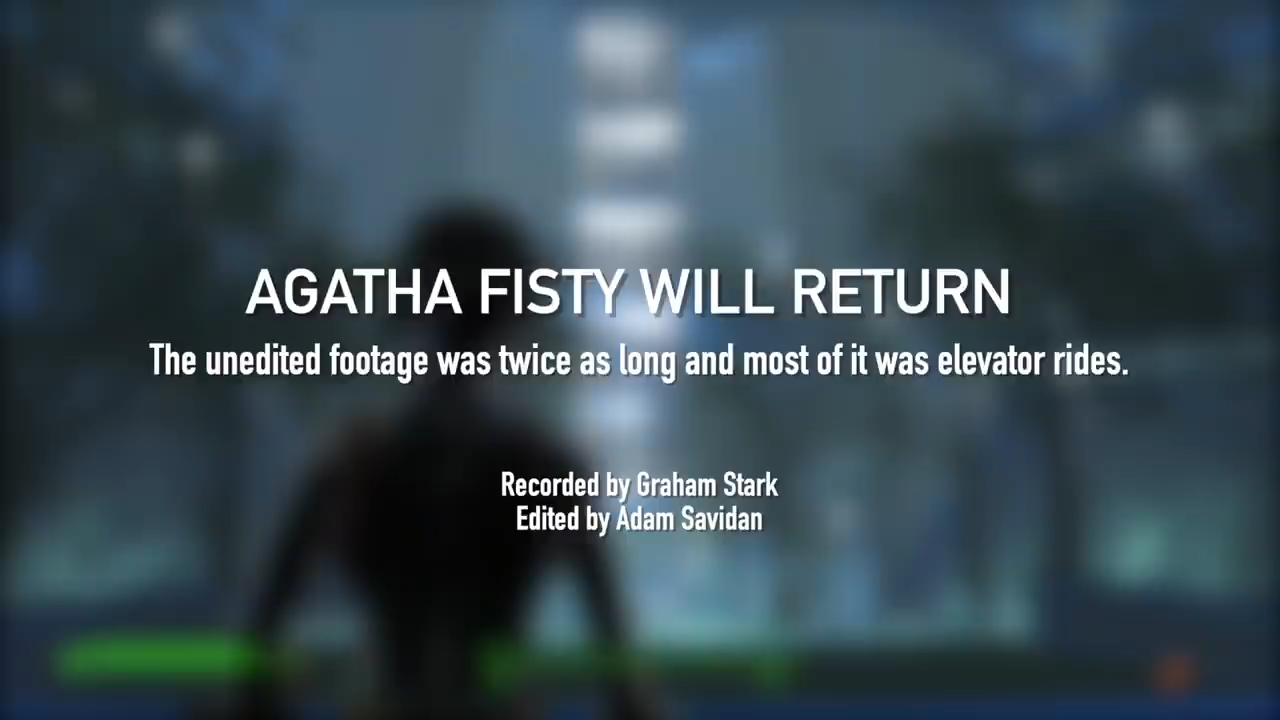 AGATHA FISTY WILL RETURN
The unedited footage was twice as long and most of it was elevator rides.
Recorded by Graham Stark
Edited by Adam Savidan